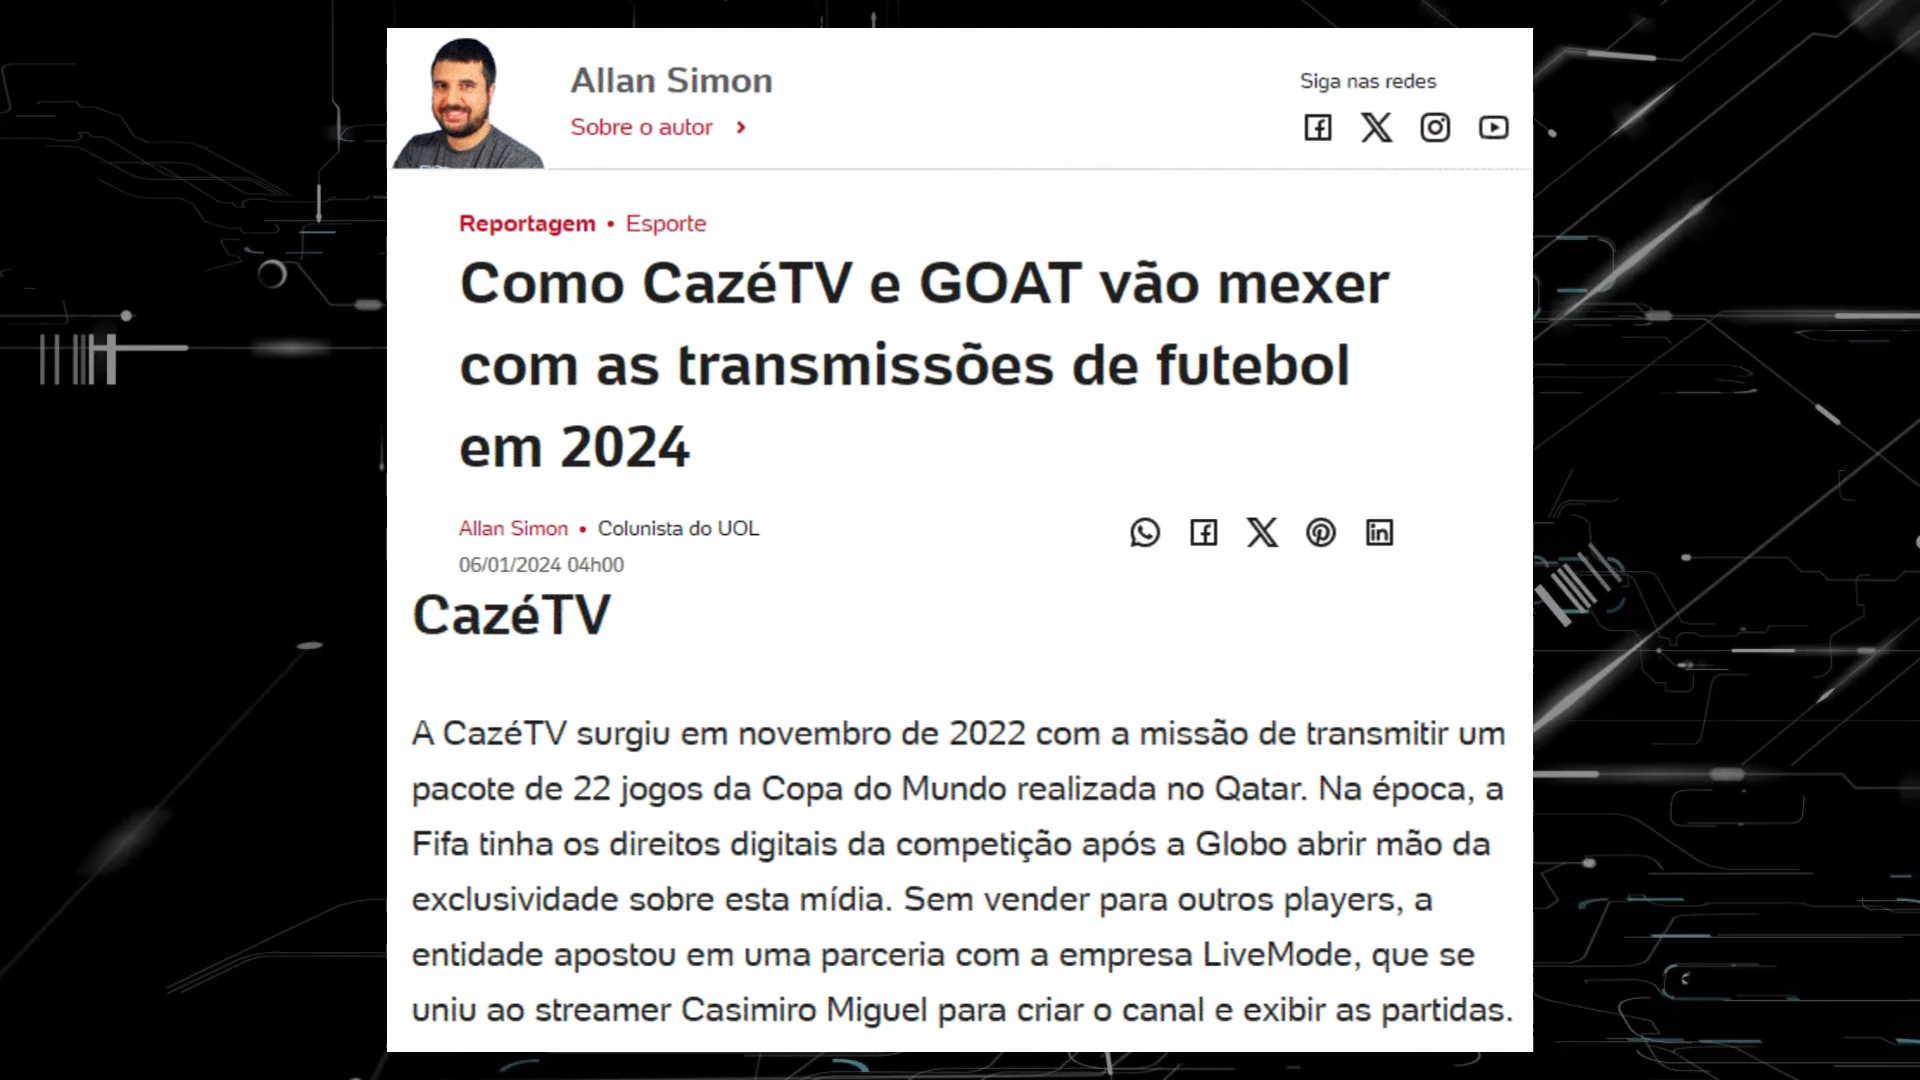 Allan Simon
Sobre o autor
Siga nas redes
Reportagem • Esporte
Como CazéTV e GOAT vão mexer
com as transmissões de futebol
em 2024
Allan Simon • Colunista do UOL
06/01/2024 04h00
CazéTV
A CazéTV surgiu em novembro de 2022 com a missão de transmitir um
pacote de 22 jogos da Copa do Mundo realizada no Qatar. Na época, a
Fifa tinha os direitos digitais da competição após a Globo abrir mão da
exclusividade sobre esta mídia. Sem vender para outros players, a
entidade apostou em uma parceria com a empresa LiveMode, que se
uniu ao streamer Casimiro Miguel para criar o canal e exibir as partidas.